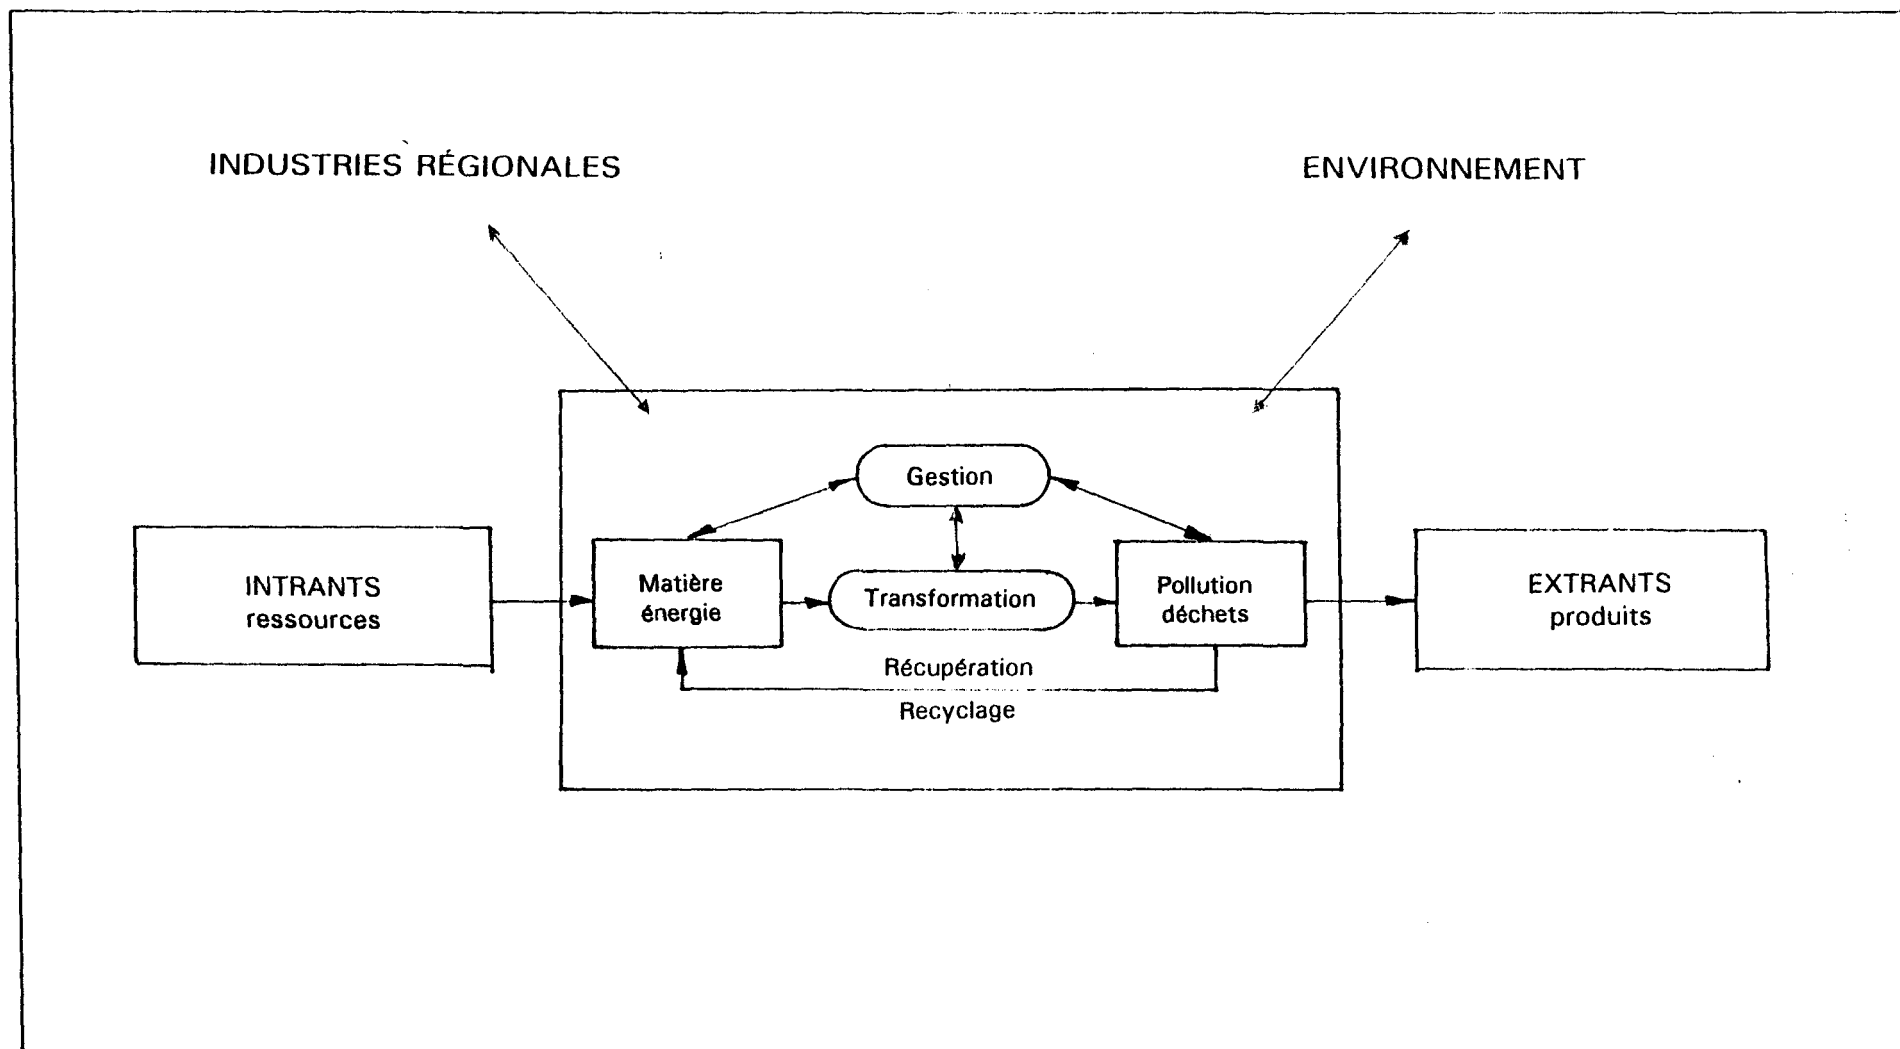 INDUSTRIES RÉGIONALES
ENVIRONNEMENT
Gestion
INTRANTS
ressources
Matière
énergie
Transformation
Pollution
déchets
EXTRANTS
produits
Récupération
Recyclage